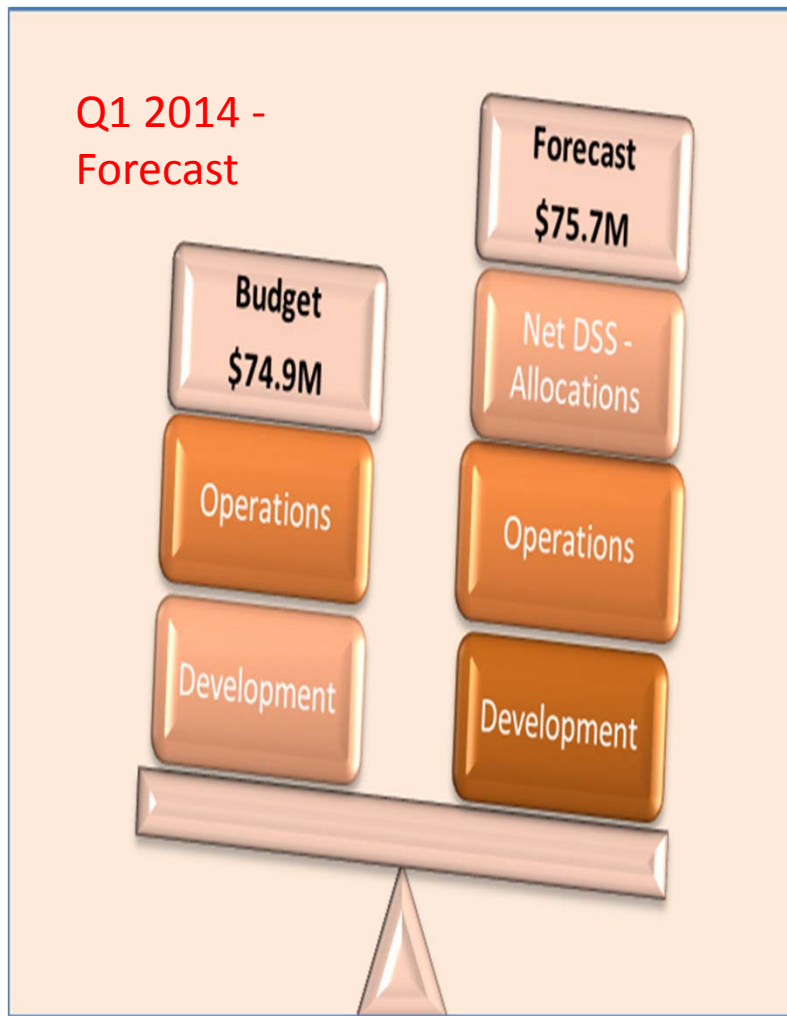 Q1 2014 -
Forecast
Budget
$74.9M
Operations
Development
Forecast
$75.7M
Net DSS -
Allocations
Operations
Development